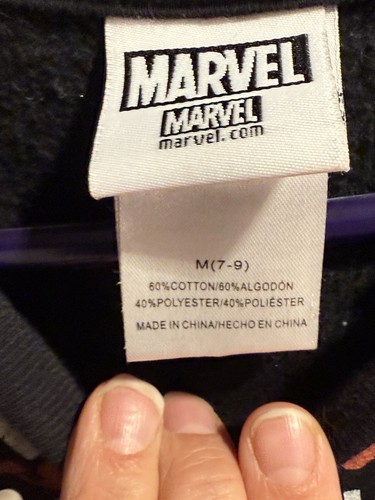 MARVEL
MARVEL
marvel.com
M(7-9)
60%COTTON/60%ALGODÓN
40%POLYESTER/40%POLIÉSTER
MADE IN CHINA/HECHO EN CHINA